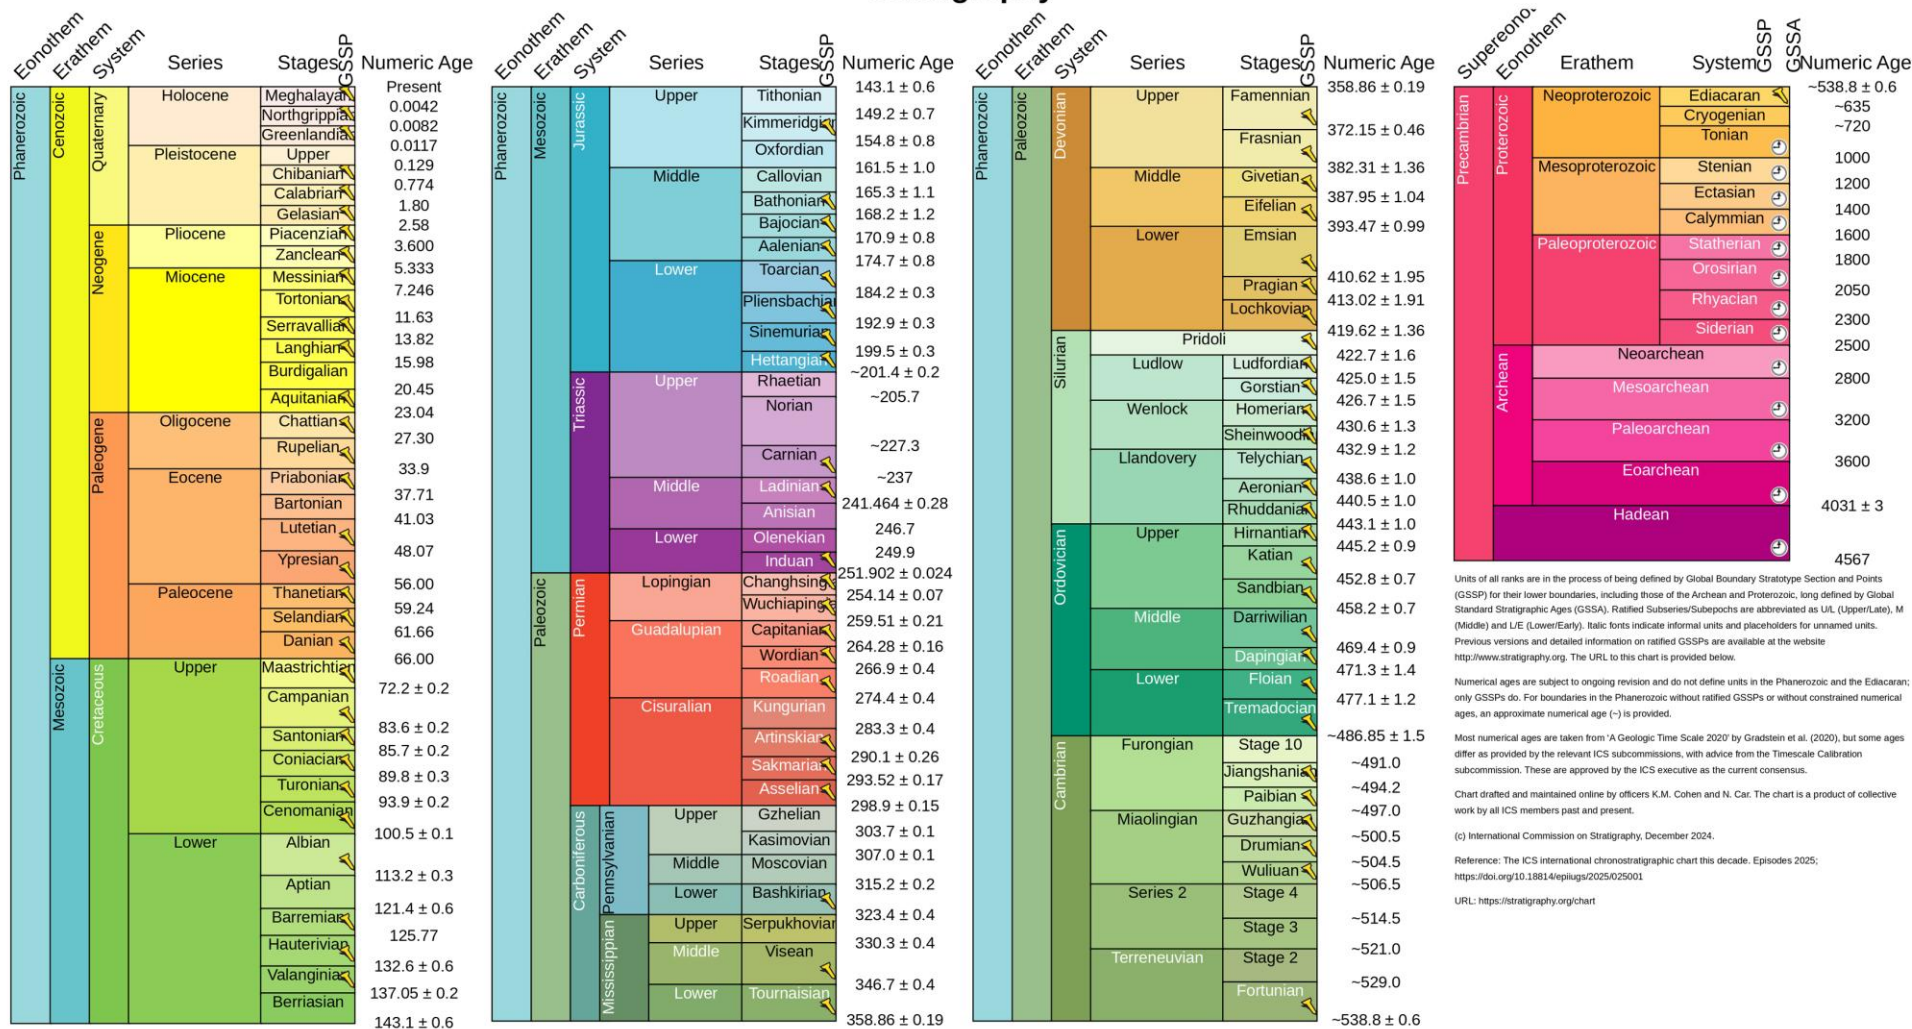 Eonothem Erathem System Series Stages GSSP Numeric Age
Phanerozoic
Cenozoic
Quaternary
Holocene
Meghalayan
Northgrippia
Greenlandia
Pleistocene
Upper
Chibanian
Calabrian
Gelasian
Neogene
Pliocene
Piacenzian
Zanclean
Miocene
Messinian
Tortonian
Serravallian
Langhian
Burdigalian
Aquitanian
Paleogene
Oligocene
Chattian
Rupelian
Eocene
Priabonian
Bartonian
Lutetian
Ypresian
Paleocene
Thanetian
Selandian
Danian
Mesozoic
Cretaceous
Upper
Maastrichtian
Campanian
Santonian
Coniacian
Turonian
Cenomanian
Lower
Albian
Aptian
Barremian
Hauterivian
Valanginian
Berriasian
Present
0.0042
0.0082
0.0117
0.129
0.774
1.80
2.58
3.600
5.333
7.246
11.63
13.82
15.98
20.45
23.04
27.30
33.9
37.71
41.03
48.07
56.00
59.24
61.66
66.00
72.2 ± 0.2
83.6 ± 0.2
85.7 ± 0.2
89.8 ± 0.3
93.9 ± 0.2
100.5 ± 0.1
113.2 ± 0.3
121.4 ± 0.6
125.77
132.6 ± 0.6
137.05 ± 0.2
143.1 ± 0.6
Eonothem Erathem System Series Stages GSSP Numeric Age
Phanerozoic
Mesozoic
Jurassic
Upper
Tithonian
Kimmeridgian
Oxfordian
Middle
Callovian
Bathonian
Bajocian
Aalenian
Lower
Toarcian
Pliensbachian
Sinemurian
Hettangian
Triassic
Upper
Rhaetian
Norian
Carnian
Middle
Ladinian
Anisian
Lower
Olenekian
Induan
Paleozoic
Permian
Lopingian
Changhsing
Wuchiaping
Guadalupian
Capitanian
Wordian
Roadian
Cisuralian
Kungurian
Artinskian
Sakmarian
Asselian
Carboniferous
Pennsylvanian
Upper
Gzhelian
Kasimovian
Middle
Moscovian
Lower
Bashkirian
Mississippian
Upper
Serpukhovian
Middle
Visean
Lower
Tournaisian
143.1 ± 0.6
149.2 ± 0.7
154.8 ± 0.8
161.5 ± 1.0
165.3 ± 1.1
168.2 ± 1.2
170.9 ± 0.8
174.7 ± 0.8
184.2 ± 0.3
192.9 ± 0.3
199.5 ± 0.3
~201.4 ± 0.2
~205.7
~227.3
~237
241.464 ± 0.28
246.7
249.9
251.902 ± 0.024
254.14 ± 0.07
259.51 ± 0.21
264.28 ± 0.16
266.9 ± 0.4
274.4 ± 0.4
283.3 ± 0.4
290.1 ± 0.26
293.52 ± 0.17
298.9 ± 0.15
303.7 ± 0.1
307.0 ± 0.1
315.2 ± 0.2
323.4 ± 0.4
330.3 ± 0.4
346.7 ± 0.4
358.86 ± 0.19
Eonothem Erathem System Series Stages GSSP Numeric Age
Phanerozoic
Paleozoic
Devonian
Upper
Famennian
Frasnian
Middle
Givetian
Eifelian
Lower
Emsian
Pragian
Lochkovian
Silurian
Pridoli
Ludlow
Ludfordian
Gorstian
Wenlock
Homerian
Sheinwoodi
Llandovery
Telychian
Aeronian
Rhuddania
Ordovician
Upper
Hirnantian
Katian
Sandbian
Middle
Darriwilian
Dapingian
Lower
Floian
Tremadocian
Cambrian
Furongian
Stage 10
Jiangshania
Paibian
Miaolingian
Guzhangia
Drumian
Wuliuan
Series 2
Stage 4
Stage 3
Terreneuvian
Stage 2
Fortunian
358.86 ± 0.19
372.15 ± 0.46
382.31 ± 1.36
387.95 ± 1.04
393.47 ± 0.99
410.62 ± 1.95
413.02 ± 1.91
419.62 ± 1.36
422.7 ± 1.6
425.0 ± 1.5
426.7 ± 1.5
430.6 ± 1.3
432.9 ± 1.2
438.6 ± 1.0
440.5 ± 1.0
443.1 ± 1.0
445.2 ± 0.9
452.8 ± 0.7
458.2 ± 0.7
469.4 ± 0.9
471.3 ± 1.4
477.1 ± 1.2
~486.85 ± 1.5
~491.0
~494.2
~497.0
~500.5
~504.5
~506.5
~514.5
~521.0
~529.0
~538.8 ± 0.6
Eonothem Erathem System GSSP GSSA Numeric Age
Precambrian
Proterozoic
Neoproterozoic
Ediacaran
Cryogenian
Tonian
Mesoproterozoic
Stenian
Ectasian
Calymmian
Paleoproterozoic
Statherian
Orosirian
Rhyacian
Siderian
Archean
Neoarchean
Mesoarchean
Paleoarchean
Eoarchean
Hadean
~538.8 ± 0.6
~635
~720
1000
1200
1400
1600
1800
2050
2300
2500
2800
3200
3600
4031 ± 3
4567
Units of all ranks are in the process of being defined by Global Boundary Stratotype Section and Points
(GSSP) for their lower boundaries, including those of the Archean and Proterozoic, long defined by Global
Standard Stratigraphic Ages (GSSA). Ratified Subseries/Subepochs are abbreviated as U/L (Upper/Late), M
(Middle) and L/E (Lower/Early). Italic fonts indicate informal units and placeholders for unnamed units.
Previous versions and detailed information on ratified GSSPs are available at the website
http://www.stratigraphy.org. The URL to this chart is provided below.
Numerical ages are subject to ongoing revision and do not define units in the Phanerozoic and the Ediacaran;
only GSSPs do. For boundaries in the Phanerozoic without ratified GSSPs or without constrained numerical
ages, an approximate numerical age (~) is provided.
Most numerical ages are taken from 'A Geologic Time Scale 2020' by Gradstein et al. (2020), but some ages
differ as provided by the relevant ICS subcommissions, with advice from the Timescale Calibration
subcommission. These are approved by the ICS executive as the current consensus.
Chart drafted and maintained online by officers K.M. Cohen and N. Car. The chart is a product of collective
work by all ICS members past and present.
(c) International Commission on Stratigraphy, December 2024.
Reference: The ICS international chronostratigraphic chart this decade. Episodes 2025;
https://doi.org/10.18814/epiiugs/2025/025001
URL: https://stratigraphy.org/chart